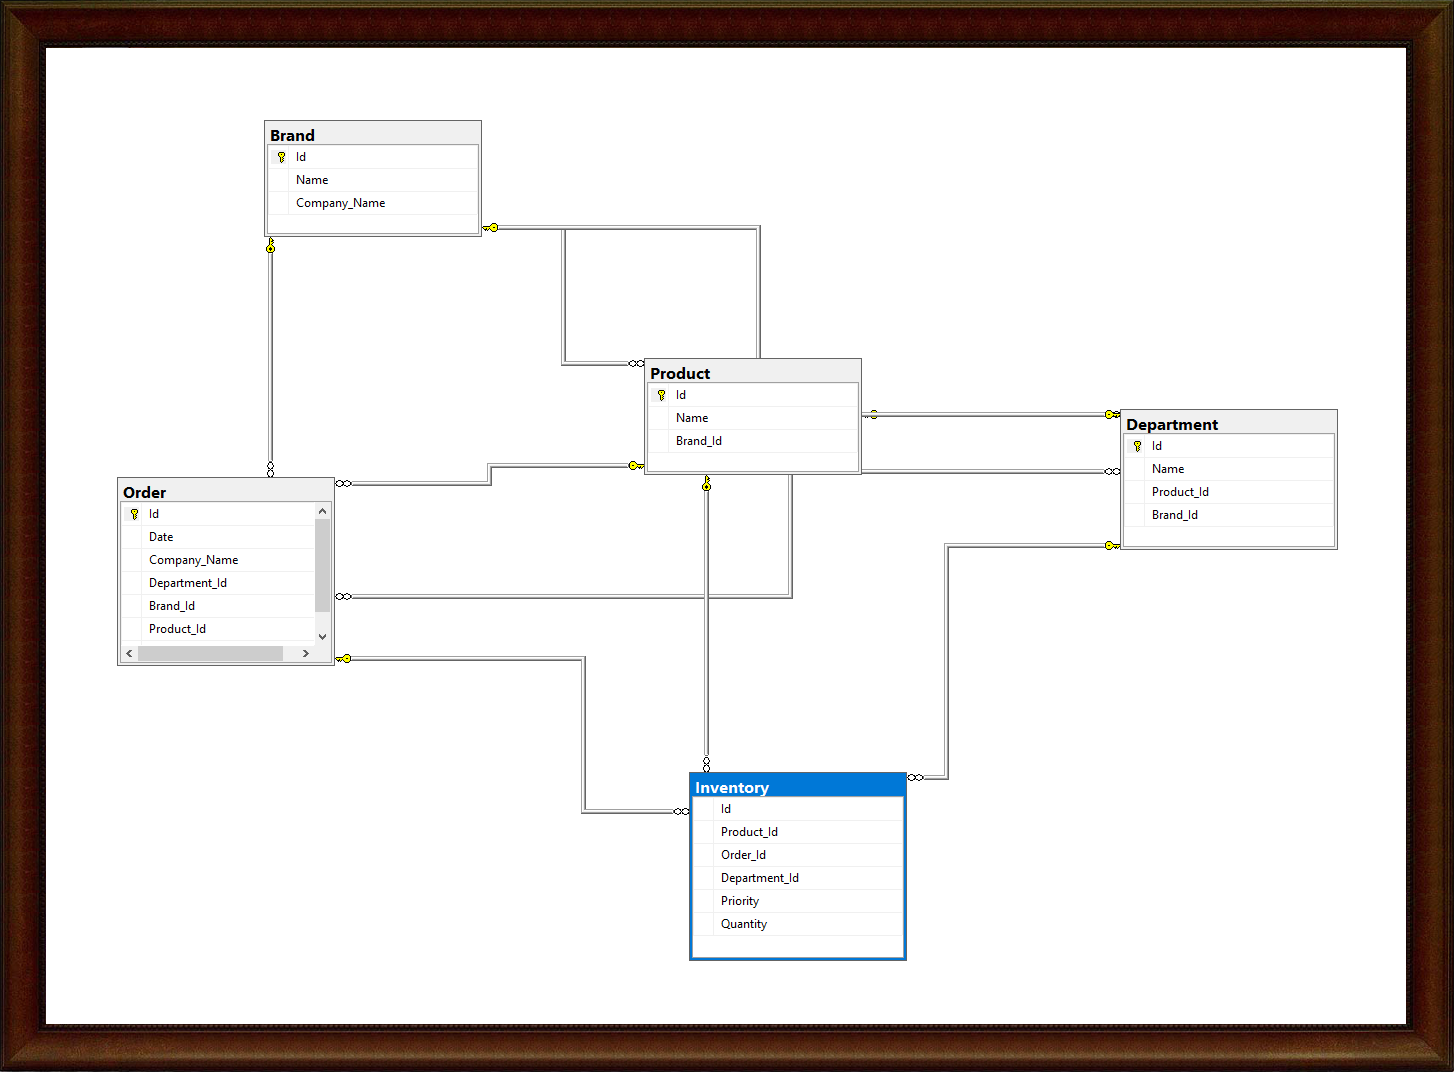 Brand
Id
Name
Company_Name
Product
Id
Name
Brand_Id
Department
Id
Name
Product_Id
Brand_Id
Order
Id
Date
Company_Name
Department_Id
Brand_Id
Product_Id
Inventory
Id
Product_Id
Order_Id
Department_Id
Priority
Quantity